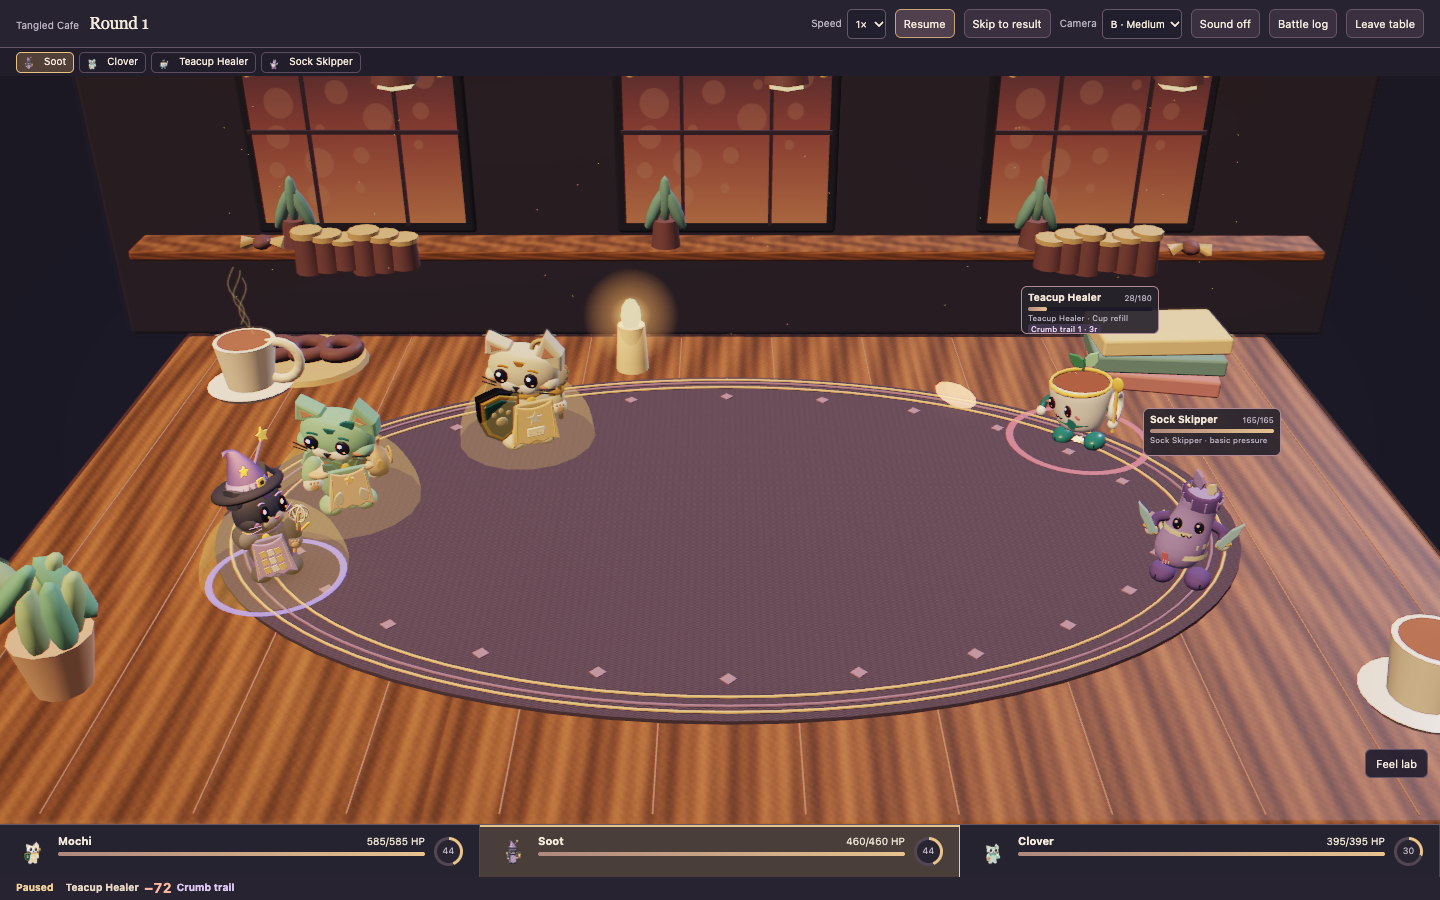 Tangled Cafe Round 1
Speed 1× Resume Skip to result Camera B · Medium Sound off Battle log Leave table
Soot Clover Teacup Healer Sock Skipper
Teacup Healer 28/180
Teacup Healer · Cup refill
Crumb trail 1 · 3r
Sock Skipper 165/165
Sock Skipper · basic pressure
Feel lab
Mochi 585/585 HP 44
Soot 460/460 HP 44
Clover 395/395 HP 30
Paused Teacup Healer −72 Crumb trail